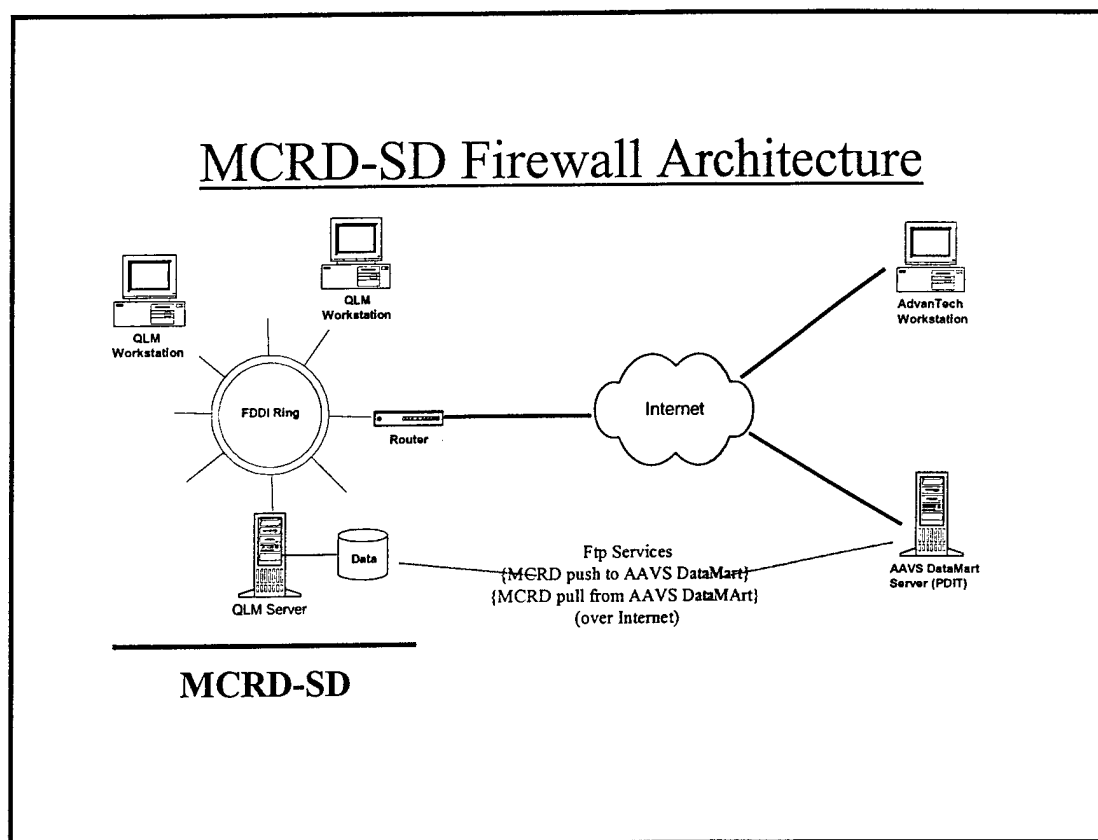 MCRD-SD Firewall Architecture
QLM
Workstation
QLM
Workstation
AdvanTech
Workstation
FDDI Ring
Router
Internet
Data
QLM Server
Ftp Services
{MCRD push to AAVS DataMart}
{MCRD pull from AAVS DataMArt}
(over Internet)
AAVS DataMart
Server (PDIT)
MCRD-SD